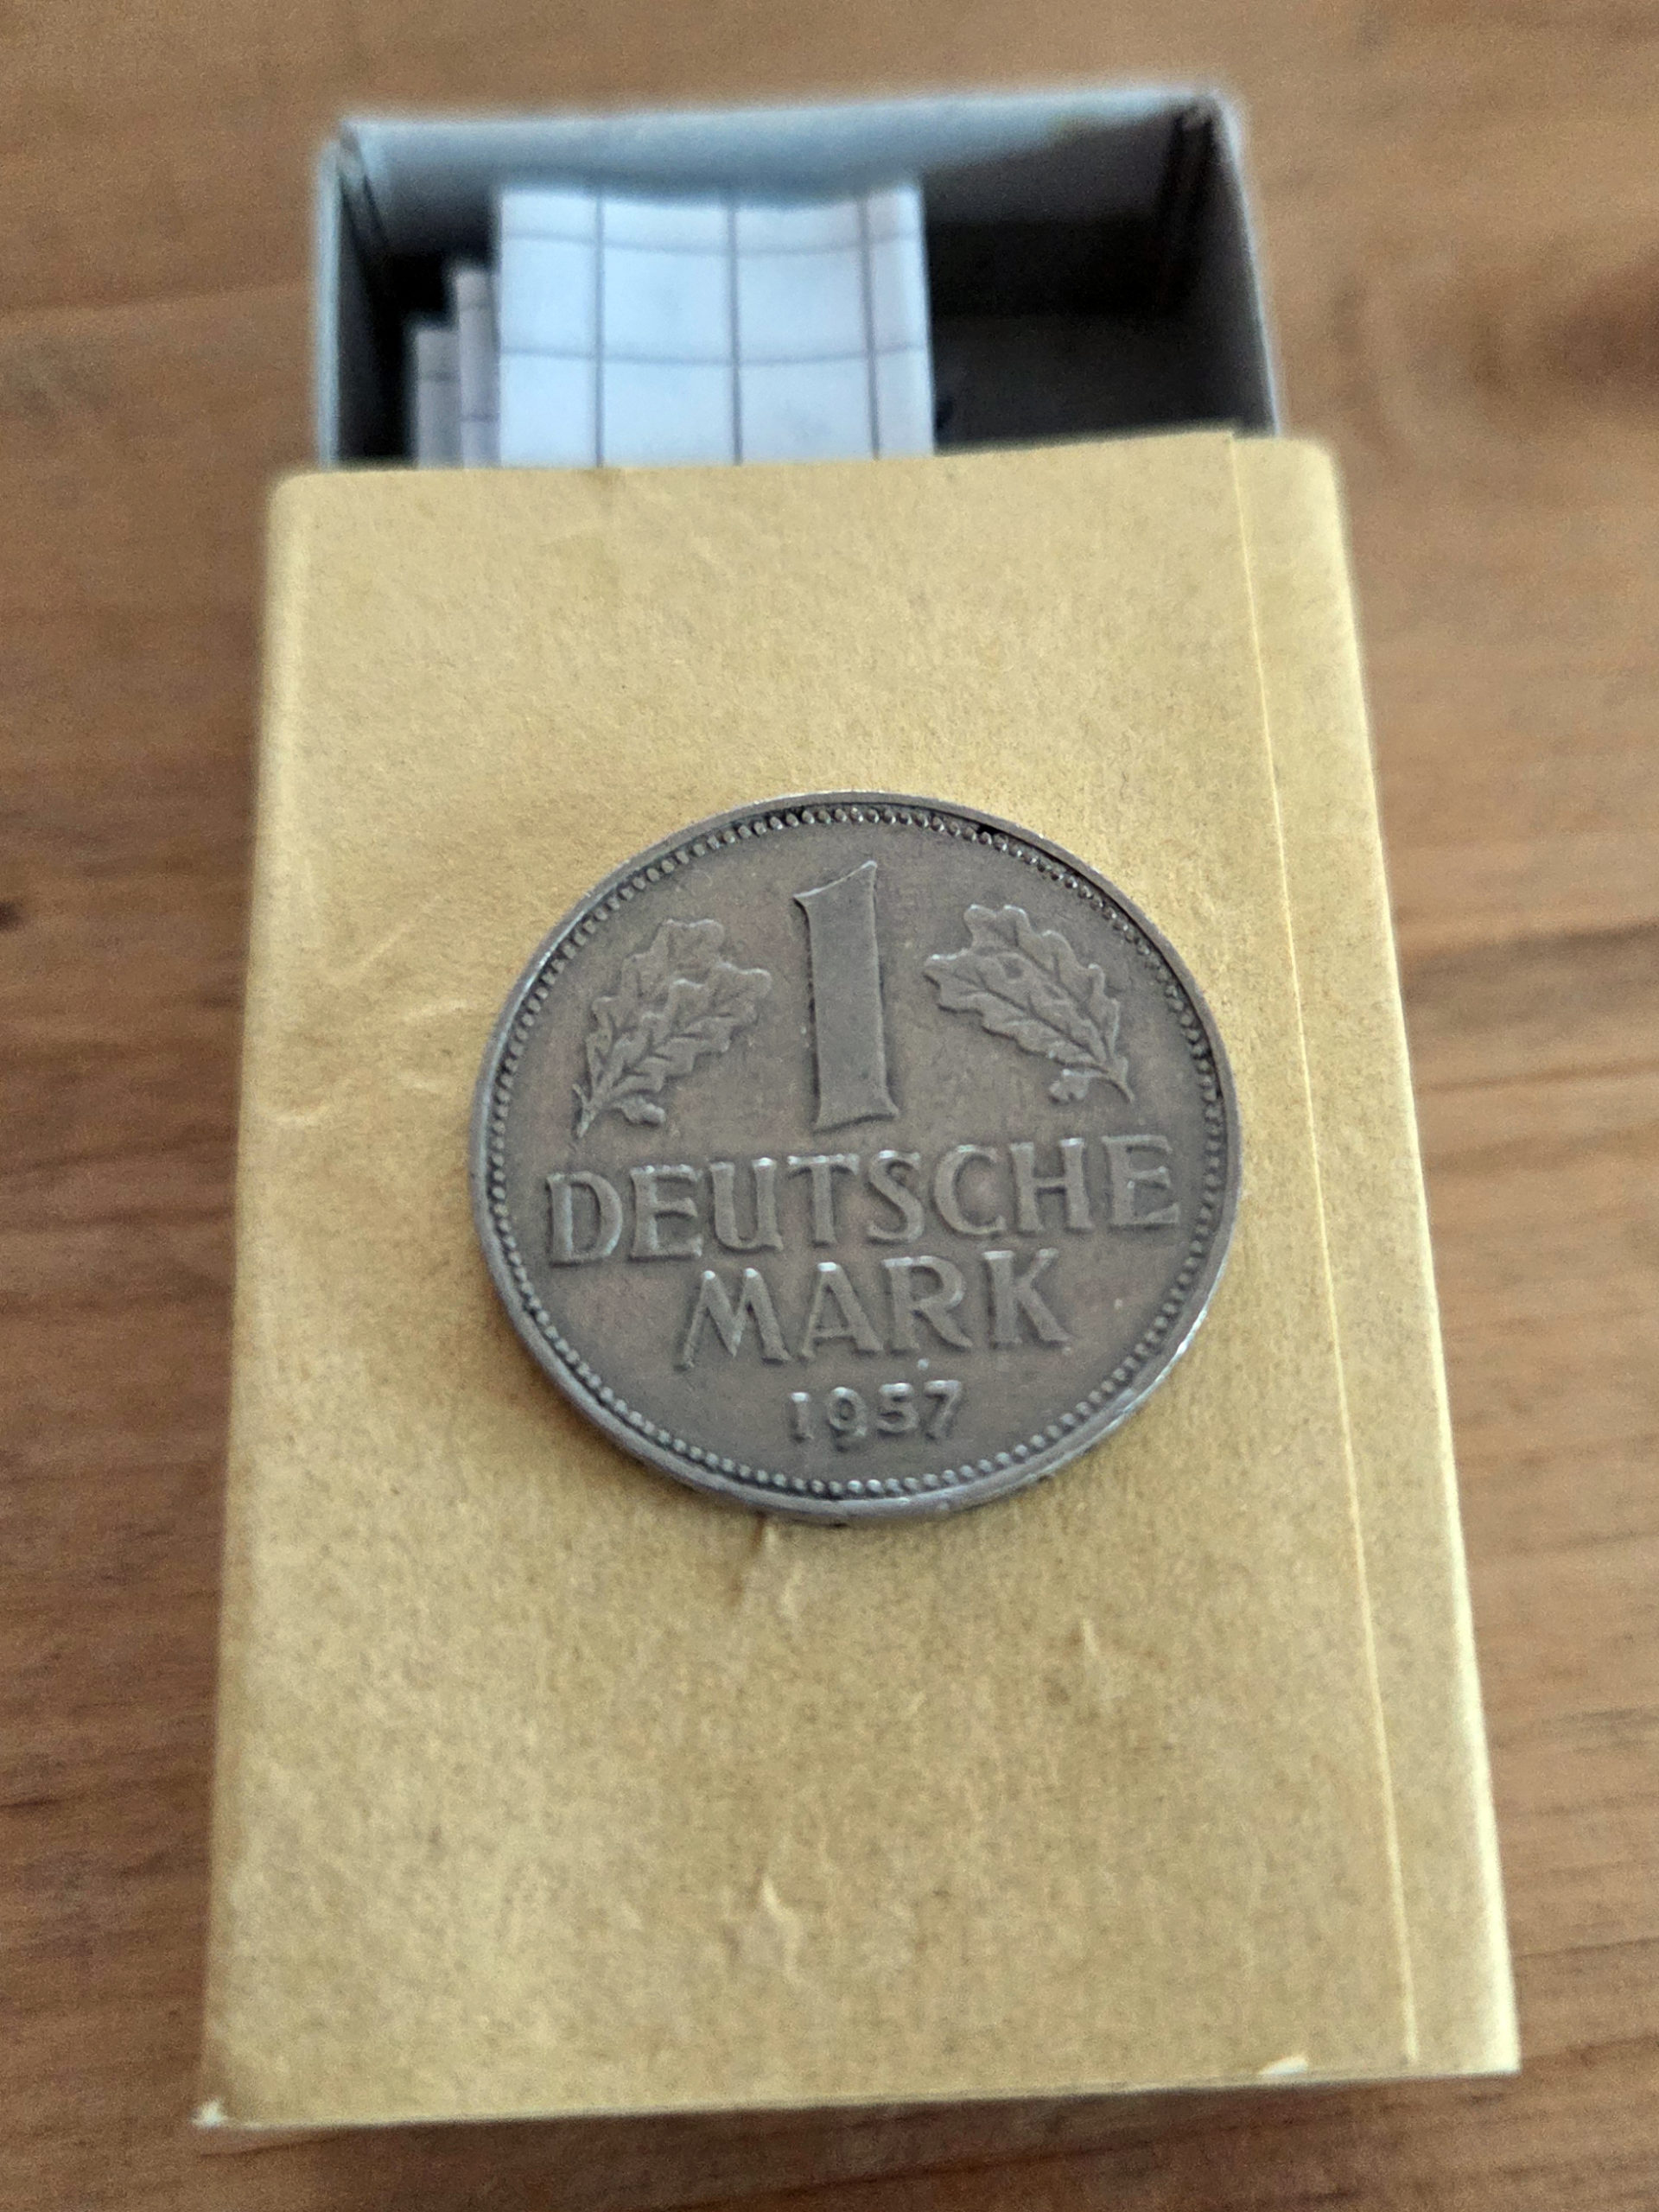 1
DEUTSCHE
MARK
1957